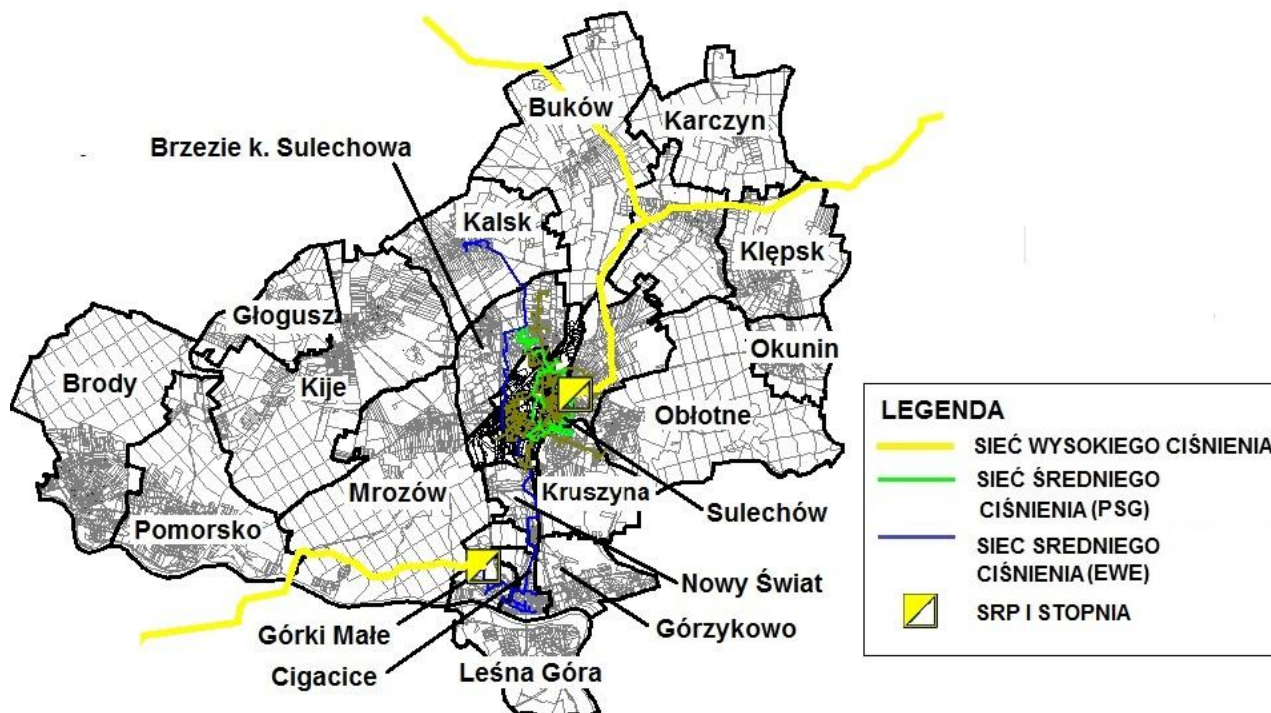 Buków
Karczyn
Brzezie k. Sulechowa
Kalsk
Klępsk
Głogusz
Okunin
Brody
Kije
Obłotne
LEGENDA
SIEĆ WYSOKIEGO CIŚNIENIA
Mrozów
Kruszyna
SIEĆ ŚREDNIEGO
CIŚNIENIA (PSG)
Pomorsko
Sulechów
SIEC SREDNIEGO
CIŚNIENIA (EWE)
Nowy Świat
SRP I STOPNIA
Górki Małe
Górzykowo
Cigacice
Leśna Góra